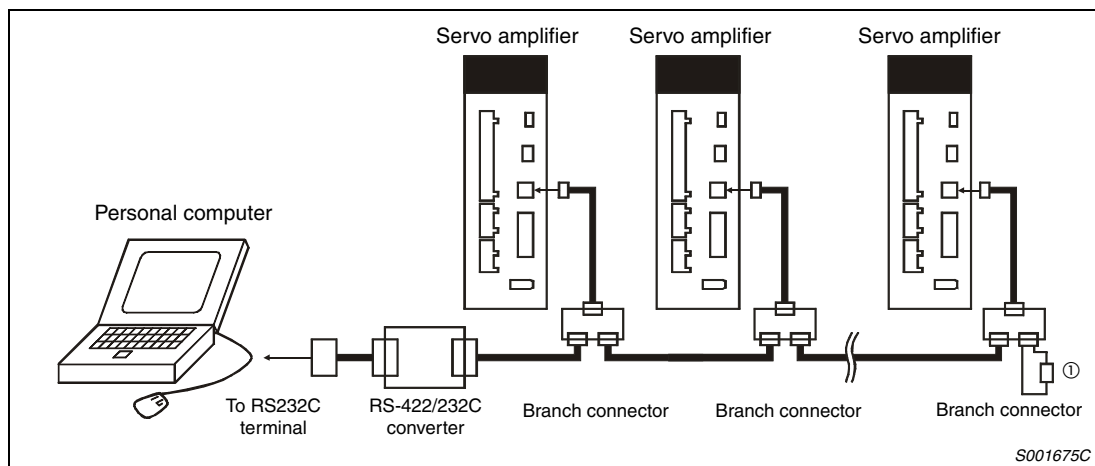 Servo amplifier
Servo amplifier
Servo amplifier
Personal computer
To RS232C
terminal
RS-422/232C
converter
Branch connector
Branch connector
Branch connector
①
S001675C